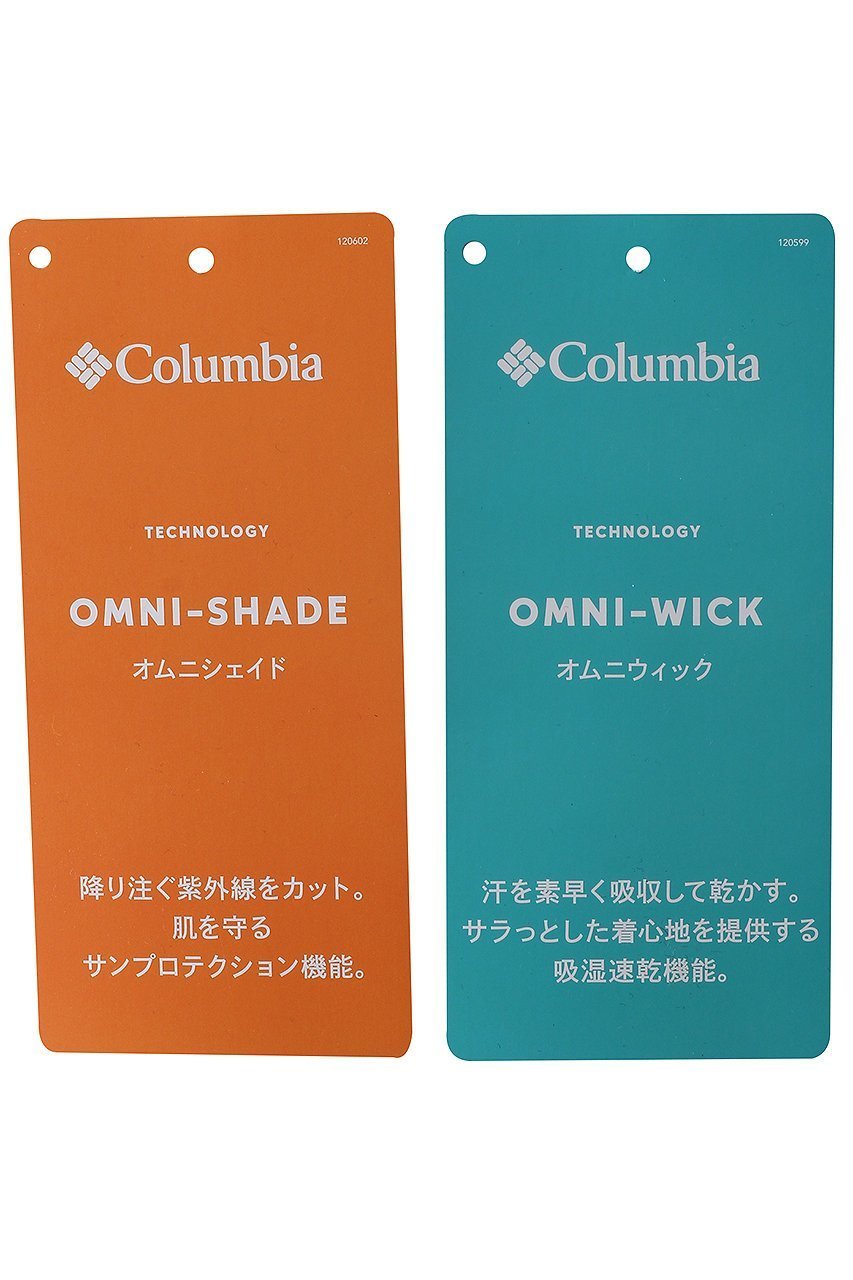 120602
Columbia
TECHNOLOGY
OMNI-SHADE
オムニシェイド
降り注ぐ紫外線をカット。
肌を守る
サンプロテクション機能。
120599
Columbia
TECHNOLOGY
OMNI-WICK
オムニウィック
汗を素早く吸収して乾かす。
サラっとした着心地を提供する
吸湿速乾機能。